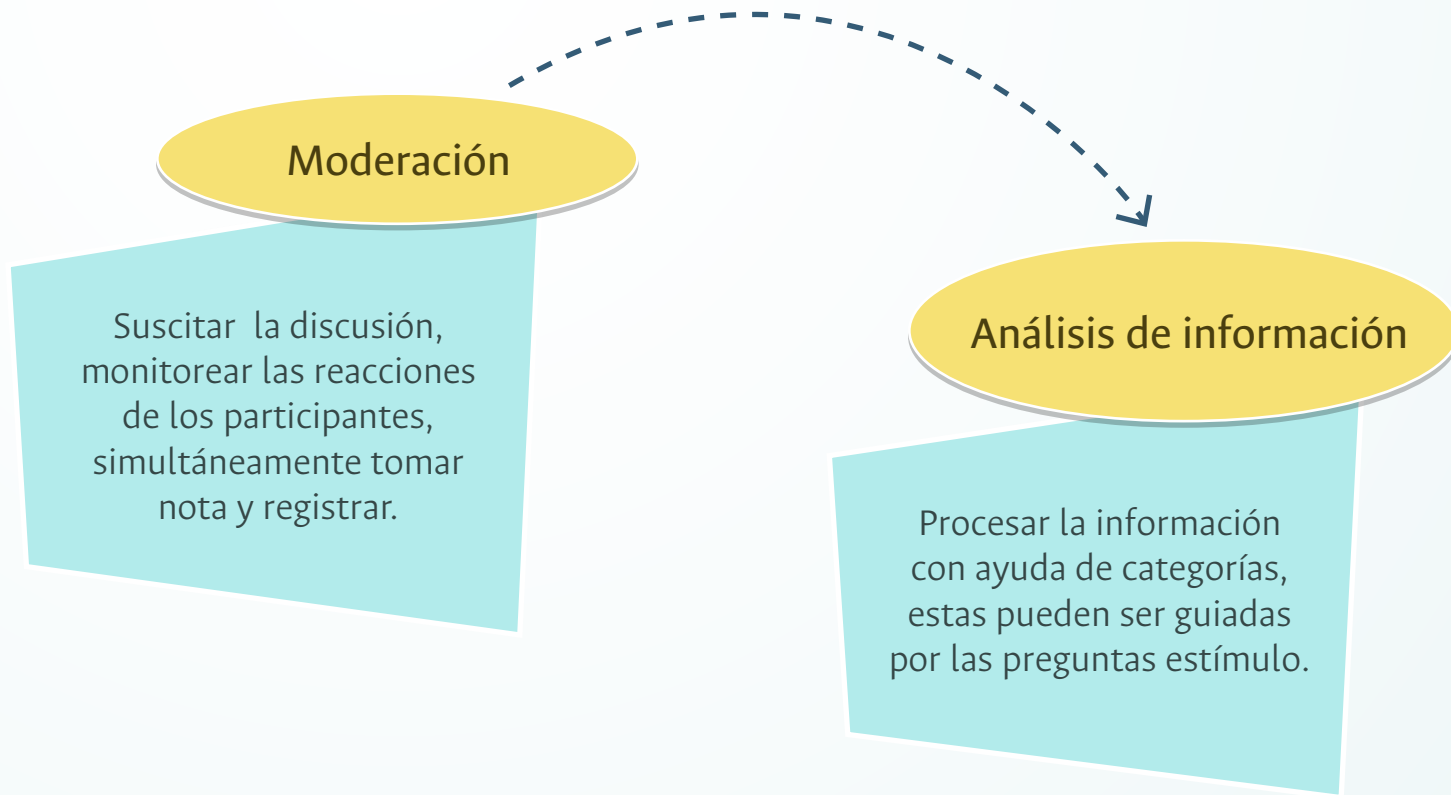 Moderación
Suscitar  la discusión,
monitorear las reacciones
de los participantes,
simultáneamente tomar
nota y registrar.
Análisis de información
Procesar la información
con ayuda de categorías,
estas pueden ser guiadas
por las preguntas estímulo.